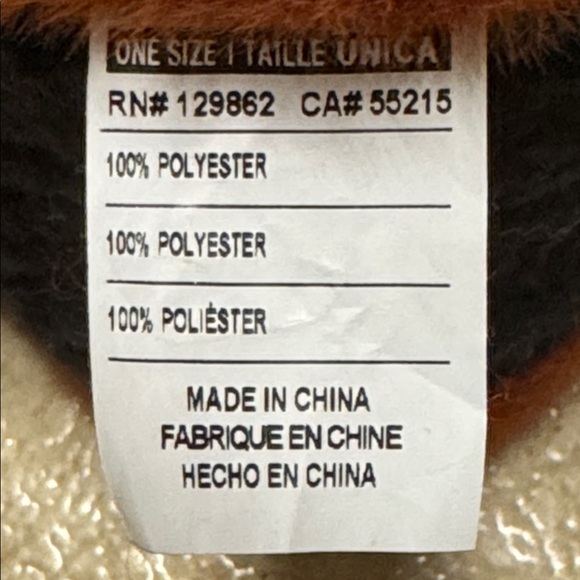 ONE SIZE / TAILLE UNICA
RN# 129862 CA# 55215
100% POLYESTER
100% POLYESTER
100% POLIÉSTER
MADE IN CHINA
FABRIQUE EN CHINE
HECHO EN CHINA